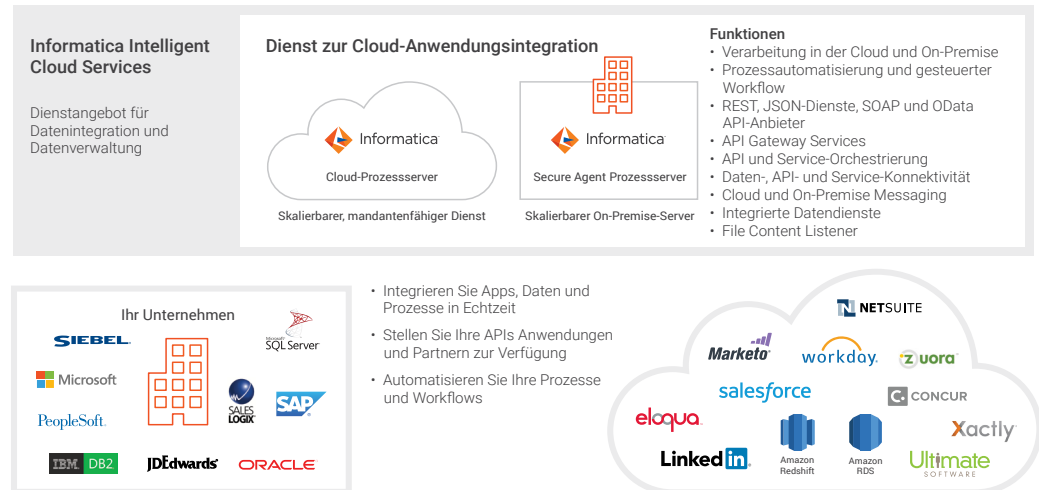 Informatica Intelligent
Cloud Services
Dienstangebot für
Datenintegration und
Datenverwaltung
Dienst zur Cloud-Anwendungsintegration
Informatica
Cloud-Prozessserver
Skalierbarer, mandantenfähiger Dienst
Informatica
Secure Agent Prozessserver
Skalierbarer On-Premise-Server
Funktionen
• Verarbeitung in der Cloud und On-Premise
• Prozessautomatisierung und gesteuerter
Workflow
• REST, JSON-Dienste, SOAP und OData
API-Anbieter
• API Gateway Services
• API und Service-Orchestrierung
• Daten-, API- und Service-Konnektivität
• Cloud und On-Premise Messaging
• Integrierte Datendienste
• File Content Listener
Ihr Unternehmen
SIEBEL
Microsoft
SQL Server
Microsoft
SALES
LOGIX
SAP
PeopleSoft
IBM DB2
JDEdwards
ORACLE
• Integrieren Sie Apps, Daten und
Prozesse in Echtzeit
• Stellen Sie Ihre APIs Anwendungen
und Partnern zur Verfügung
• Automatisieren Sie Ihre Prozesse
und Workflows
NETSUITE
Marketo
workday
zuora
salesforce
C. CONCUR
eloqua
Xactly
Linked in
Amazon
Redshift
Amazon
RDS
Ultimate
SOFTWARE